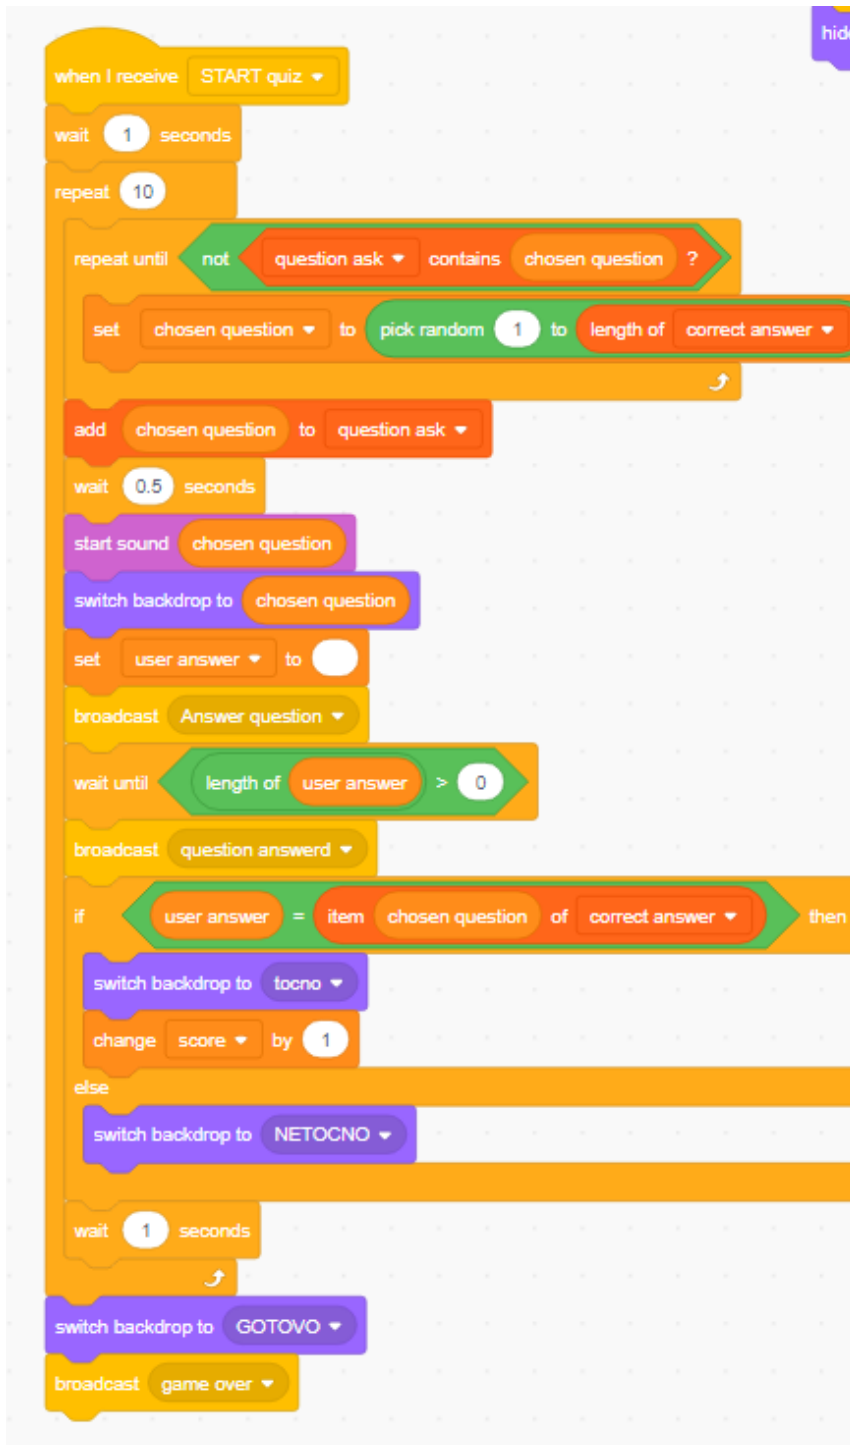 hid
when I receive START quiz
wait 1 seconds
repeat 10
repeat until not question ask contains chosen question ?
set chosen question to pick random 1 to length of correct answer
add chosen question to question ask
wait 0.5 seconds
start sound chosen question
switch backdrop to chosen question
set user answer to
broadcast Answer question
wait until length of user answer > 0
broadcast question answerd
if user answer = item chosen question of correct answer then
switch backdrop to tocno
change score by 1
else
switch backdrop to NETOCNO
wait 1 seconds
switch backdrop to GOTOVO
broadcast game over